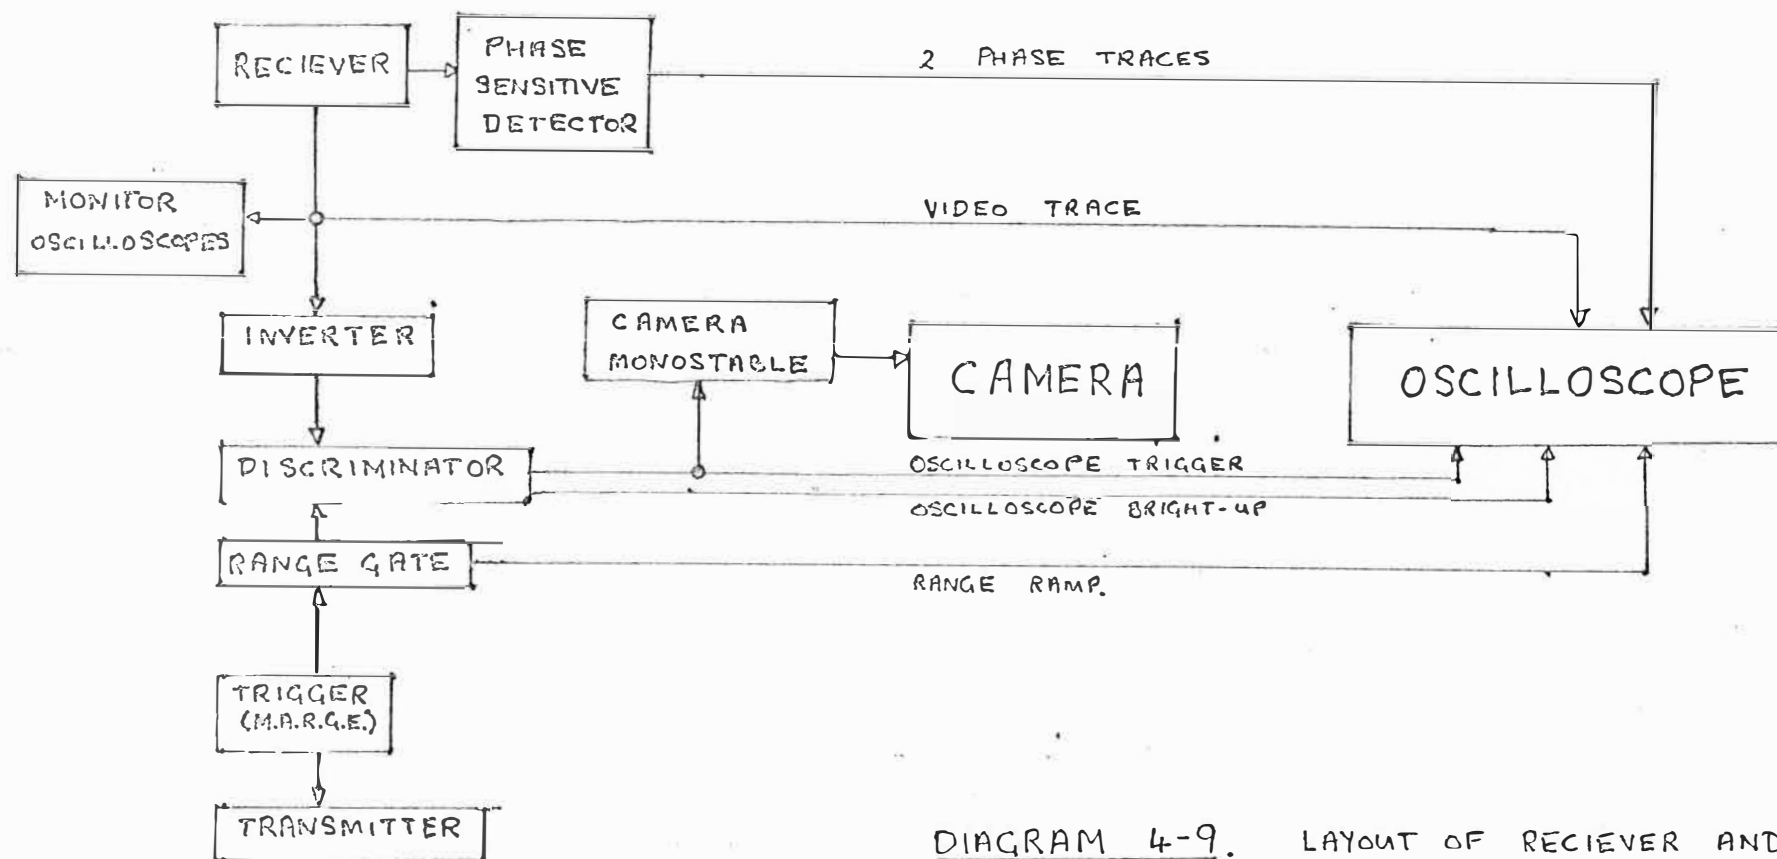 RECIEVER
PHASE
SENSITIVE
DETECTOR
2 PHASE TRACES
MONITOR
OSCILLOSCOPES
VIDEO TRACE
INVERTER
CAMERA
MONOSTABLE
CAMERA
OSCILLOSCOPE
DISCRIMINATOR
OSCILLOSCOPE TRIGGER
OSCILLOSCOPE BRIGHT-UP
RANGE GATE
RANGE RAMP.
TRIGGER
(M.A.R.G.E.)
TRANSMITTER
DIAGRAM 4-9. LAYOUT OF RECIEVER AND